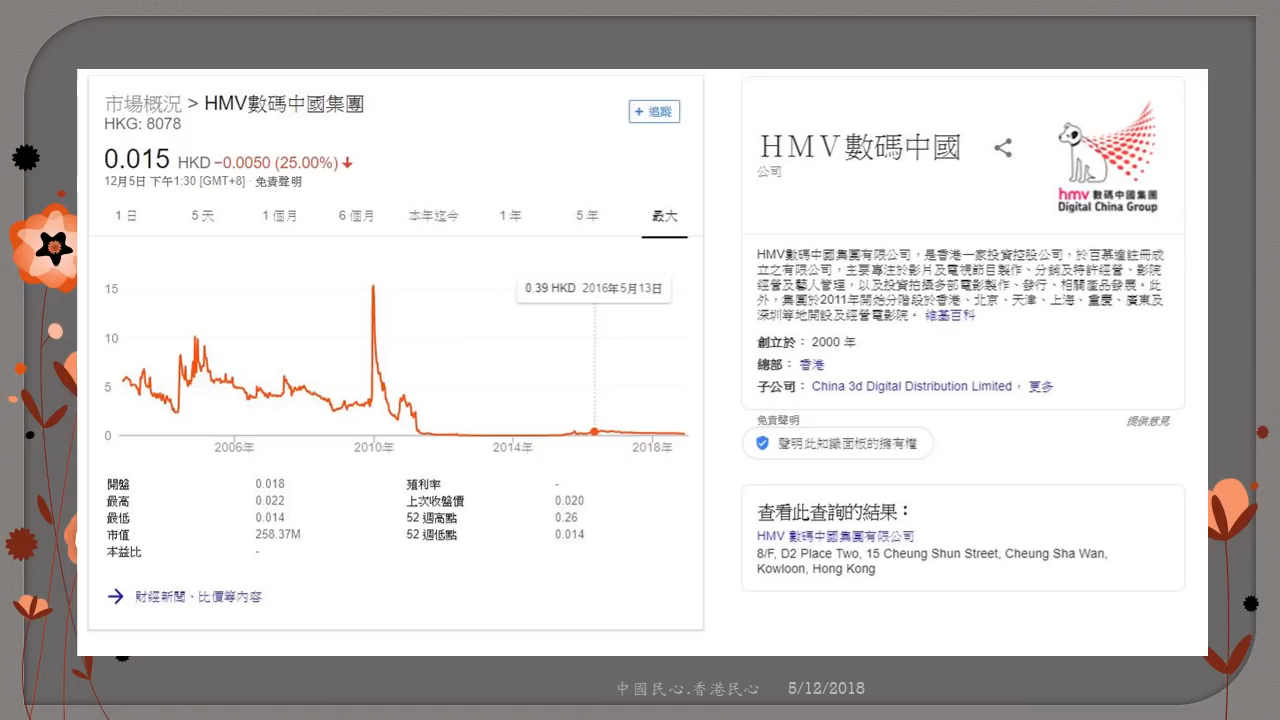 市場概況 > HMV數碼中國集團
HKG: 8078
+ 追蹤
0.015 HKD −0.0050 (25.00%) ↓
12月5日 下午1:30 [GMT+8] · 免責聲明
1 日 5 天 1 個月 6 個月 本年迄今 1 年 5 年 最大
0.39 HKD 2016年5月13日
15
10
5
0
2006年 2010年 2014年 2018年
開盤 0.018
最高 0.022
最低 0.014
市值 258.37M
本益比 -
殖利率 -
上次收盤價 0.020
52 週高點 0.26
52 週低點 0.014
→ 財經新聞、比價等內容
HMV數碼中國
公司
hmv 數碼中國集團
Digital China Group
HMV數碼中國集團有限公司，是香港一家投資控股公司，於百慕達註冊成
立之有限公司，主要專注於影片及電視節目製作、分銷及特許經營、影院
經營及藝人管理，以及投資拍攝多部電影製作、發行、相關產品發展。此
外，集團於2011年開始分階段於香港、北京、天津、上海、重慶、廣東及
深圳等地開設及經營電影院。 維基百科
創立於： 2000 年
總部： 香港
子公司： China 3d Digital Distribution Limited， 更多
免責聲明
提供意見
聲明此知識面板的擁有權
查看此查詢的結果：
HMV 數碼中國集團有限公司
8/F, D2 Place Two, 15 Cheung Shun Street, Cheung Sha Wan,
Kowloon, Hong Kong
中國民心.香港民心 5/12/2018